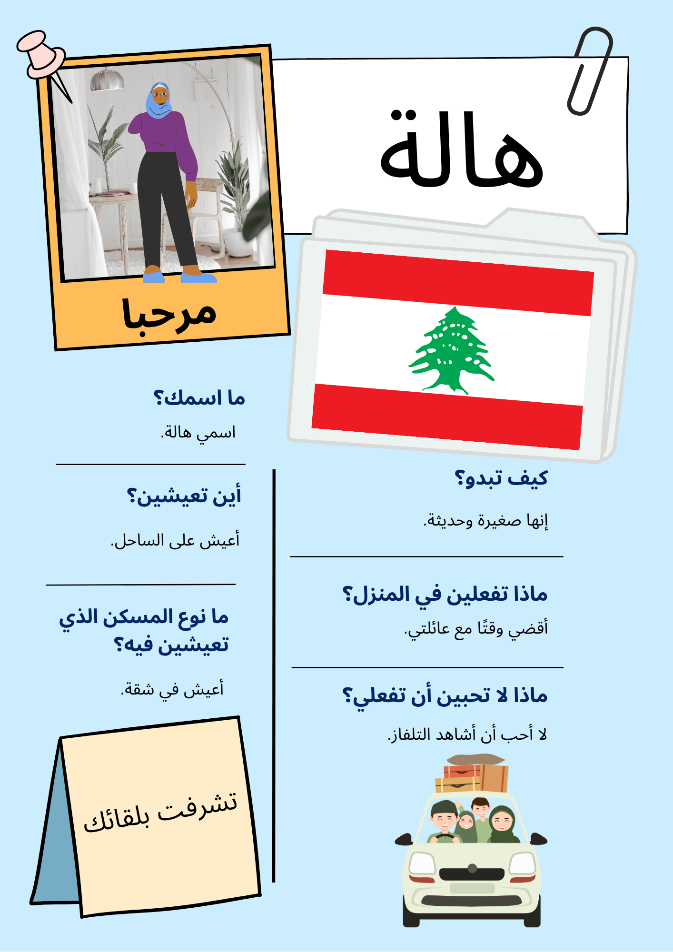 هالة
مرحبا
ما اسمك؟
اسمي هالة.
أين تعيشين؟
أعيش على الساحل.
ما نوع المسكن الذي
تعيشين فيه؟
أعيش في شقة.
كيف تبدو؟
إنها صغيرة وحديثة.
ماذا تفعلين في المنزل؟
أقضي وقتًا مع عائلتي.
ماذا لا تحبين أن تفعلي؟
لا أحب أن أشاهد التلفاز.
تشرفت بلقائك